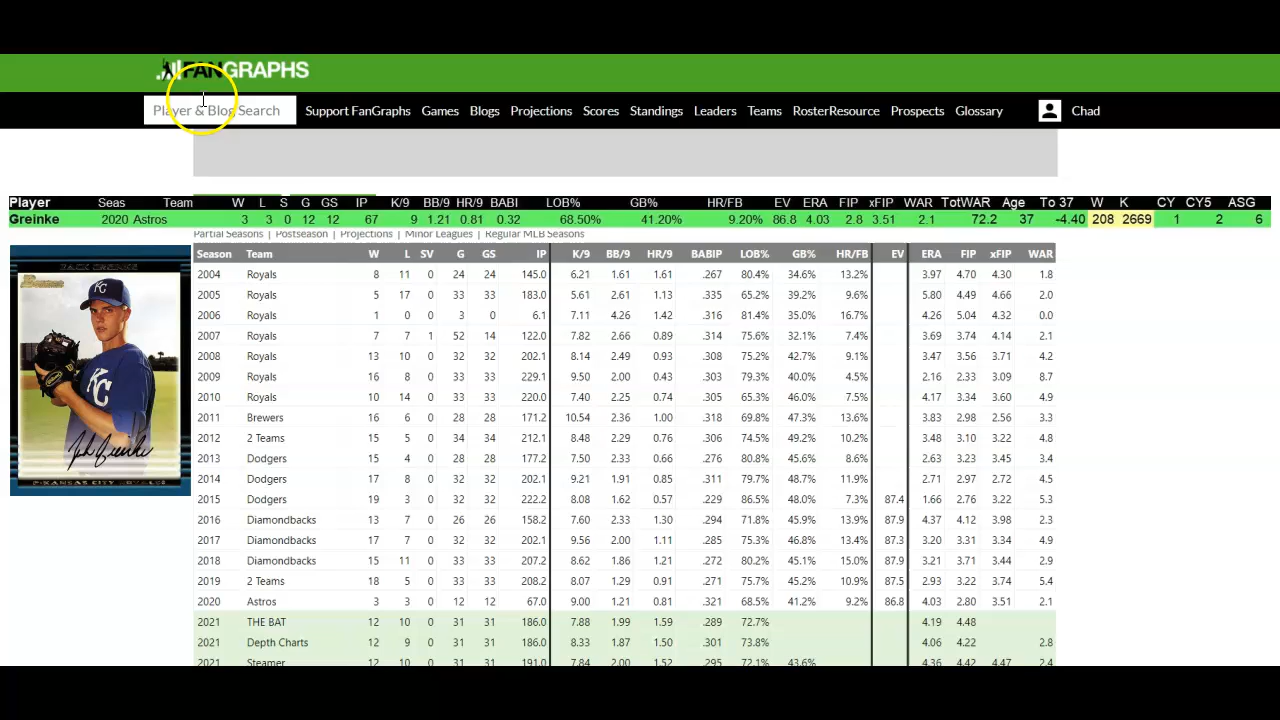 FANGRAPHS
Player & Blog Search Support FanGraphs Games Blogs Projections Scores Standings Leaders Teams RosterResource Prospects Glossary Chad
Player Seas Team W L S G GS IP K/9 BB/9 HR/9 BABI LOB% GB% HR/FB EV ERA FIP xFIP WAR TotWAR Age To 37 W K CY CY5 ASG
Greinke 2020 Astros 3 3 0 12 12 67 9 1.21 0.81 0.32 68.50% 41.20% 9.20% 86.8 4.03 2.8 3.51 2.1 72.2 37 -4.40 208 2669 1 2 6
Partial Seasons | Postseason | Projections | Minor Leagues | Regular MLB Seasons
Season Team W L SV G GS IP K/9 BB/9 HR/9 BABIP LOB% GB% HR/FB EV ERA FIP xFIP WAR
2004 Royals 8 11 0 24 24 145.0 6.21 1.61 1.61 .267 80.4% 34.6% 13.2% 3.97 4.70 4.30 1.8
2005 Royals 5 17 0 33 33 183.0 5.61 2.61 1.13 .335 65.2% 39.2% 9.6% 5.80 4.49 4.66 2.0
2006 Royals 1 0 0 3 0 6.1 7.11 4.26 1.42 .316 81.4% 35.% 16.7% 4.26 5.04 4.32 0.0
2007 Royals 7 7 1 52 14 122.0 7.82 2.66 0.89 .314 75.6% 32.1% 7.4% 3.69 3.74 4.14 2.1
2008 Royals 13 10 0 32 32 202.1 8.14 2.49 0.93 .308 75.2% 42.7% 9.1% 3.47 3.56 3.71 4.2
2009 Royals 16 8 0 33 33 229.1 9.50 2.00 0.43 .303 79.3% 40.0% 4.5% 2.16 2.33 3.09 8.7
2010 Royals 10 14 0 33 33 220.0 7.40 2.25 0.74 .305 65.3% 46.0% 7.5% 4.17 3.34 3.60 4.9
2011 Brewers 16 6 0 28 28 171.2 10.54 2.36 1.00 .318 69.8% 47.3% 13.6% 3.83 2.98 2.56 3.3
2012 2 Teams 15 5 0 34 34 212.1 8.48 2.29 0.76 .306 74.5% 49.2% 10.2% 3.48 3.10 3.22 4.8
2013 Dodgers 15 4 0 28 28 177.2 7.50 2.33 0.66 .276 80.8% 45.6% 8.6% 2.63 3.23 3.45 3.4
2014 Dodgers 17 8 0 32 32 202.1 9.21 1.91 0.85 .311 79.7% 48.7% 11.9% 2.71 2.97 2.72 4.5
2015 Dodgers 19 3 0 32 32 222.2 8.08 1.62 0.57 .229 86.5% 48.0% 7.3% 87.4 1.66 2.76 3.22 5.3
2016 Diamondbacks 13 7 0 26 26 158.2 7.60 2.33 1.30 .294 71.8% 45.9% 13.9% 87.9 4.37 4.12 3.98 2.3
2017 Diamondbacks 17 7 0 32 32 202.1 9.56 2.00 1.11 .285 75.3% 46.8% 13.4% 87.3 3.20 3.31 3.34 4.9
2018 Diamondbacks 15 11 0 33 33 207.2 8.62 1.86 1.21 .272 80.2% 45.1% 15.0% 87.9 3.21 3.71 3.44 2.9
2019 2 Teams 18 5 0 33 33 208.2 8.07 1.29 0.91 .271 75.7% 45.2% 10.9% 87.5 2.93 3.22 3.74 5.4
2020 Astros 3 3 0 12 12 67.0 9.00 1.21 0.81 .321 68.5% 41.2% 9.2% 86.8 4.03 2.80 3.51 2.1
2021 THE BAT 12 10 0 31 31 186.0 7.88 1.99 1.59 .289 72.7% 4.19 4.48
2021 Depth Charts 12 9 0 31 31 186.0 8.33 1.87 1.50 .301 73.8% 4.06 4.22 2.8
2021 Steamer 12 10 0 31 31 191.0 7.84 2.00 1.52 .295 72.1% 43.6% 4.36 4.42 4.47 2.4
Bowman
ZACK GREINKE
KC
KC
KANSAS CITY ROYALS